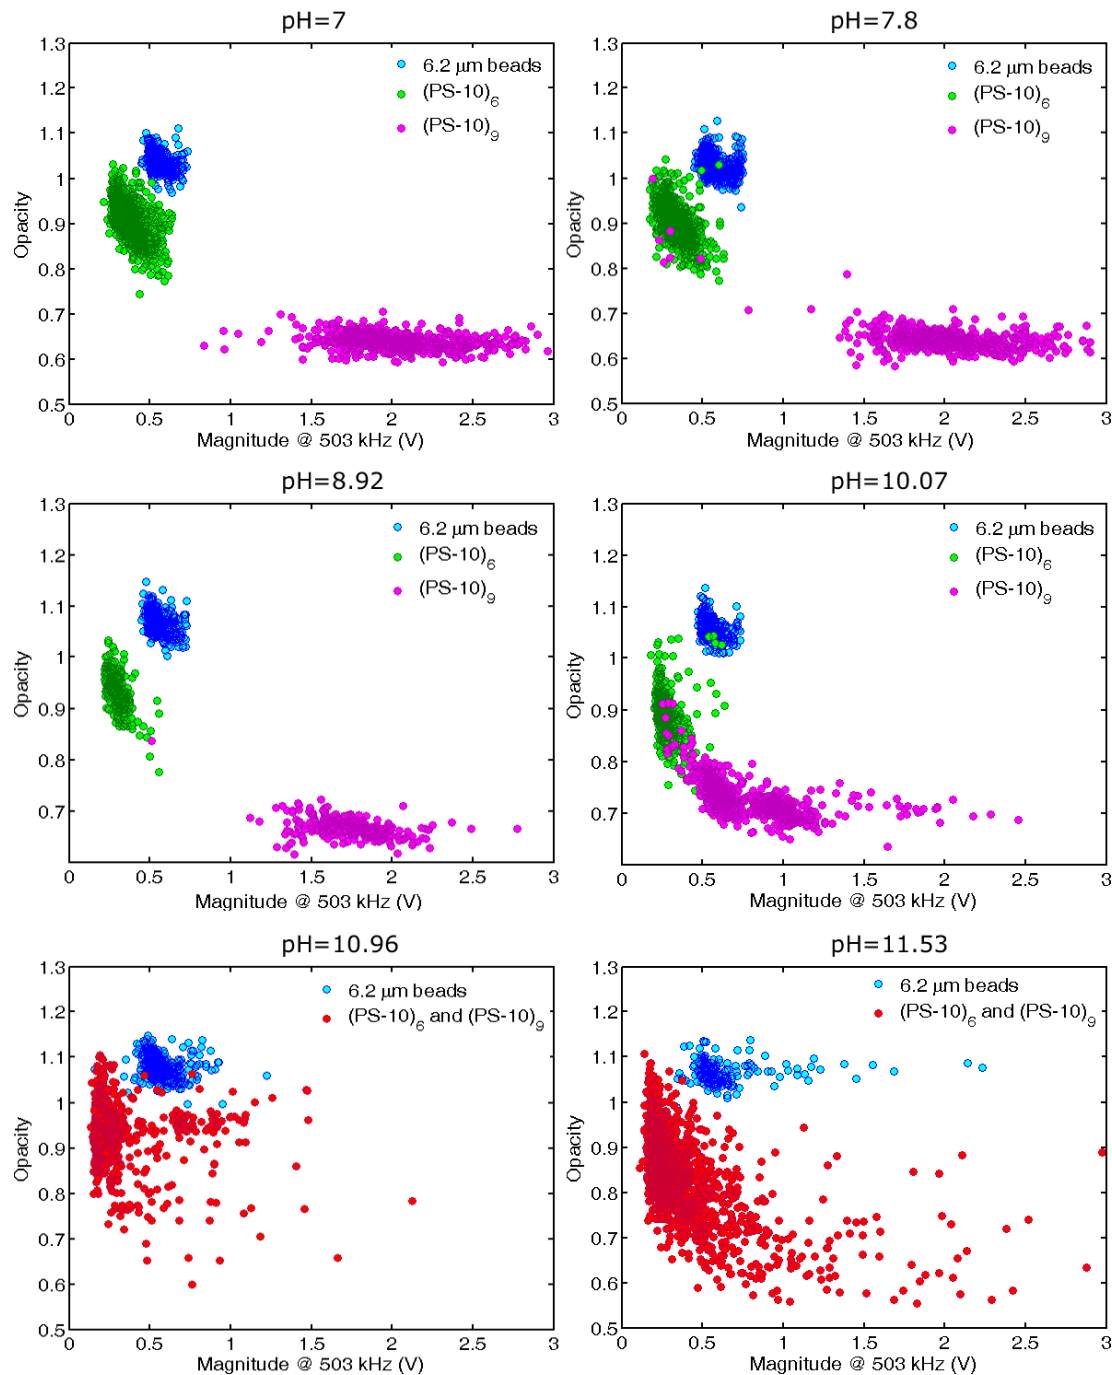 pH=7
1.3
1.2
1.1
1
0.9
0.8
0.7
0.6
0.5
Opacity
6.2 μm beads
(PS-10)6
(PS-10)9
0 0.5 1 1.5 2 2.5 3
Magnitude @ 503 kHz (V)
pH=7.8
1.3
1.2
1.1
1
0.9
0.8
0.7
0.6
0.5
Opacity
6.2 μm beads
(PS-10)6
(PS-10)9
0 0.5 1 1.5 2 2.5 3
Magnitude @ 503 kHz (V)
pH=8.92
1.3
1.2
1.1
1
0.9
0.8
0.7
Opacity
6.2 μm beads
(PS-10)6
(PS-10)9
0 0.5 1 1.5 2 2.5 3
Magnitude @ 503 kHz (V)
pH=10.07
1.3
1.2
1.1
1
0.9
0.8
0.7
Opacity
6.2 μm beads
(PS-10)6
(PS-10)9
0 0.5 1 1.5 2 2.5 3
Magnitude @ 503 kHz (V)
pH=10.96
1.3
1.2
1.1
1
0.9
0.8
0.7
0.6
0.5
Opacity
6.2 μm beads
(PS-10)6 and (PS-10)9
0 0.5 1 1.5 2 2.5 3
Magnitude @ 503 kHz (V)
pH=11.53
1.3
1.2
1.1
1
0.9
0.8
0.7
0.6
0.5
Opacity
6.2 μm beads
(PS-10)6 and (PS-10)9
0 0.5 1 1.5 2 2.5 3
Magnitude @ 503 kHz (V)